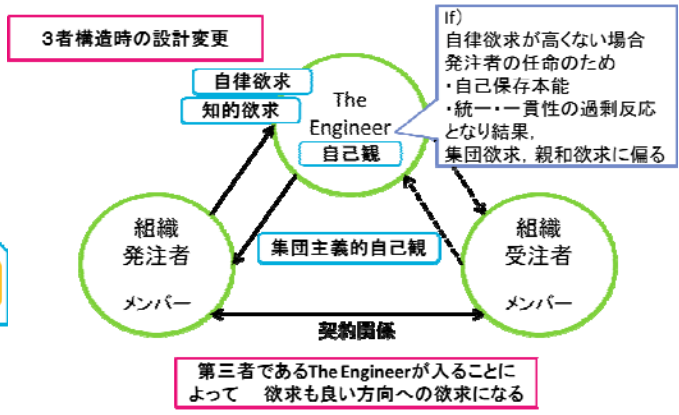 3者構造時の設計変更
If)
自律欲求が高くない場合
発注者の任命のため
・自己保存本能
・統一・一貫性の過剰反応
となり結果,
集団欲求, 親和欲求に偏る
自律欲求
知的欲求
The
Engineer
自己観
組織
発注者
メンバー
集団主義的自己観
組織
受注者
メンバー
契約関係
第三者であるThe Engineerが入ることに
よって 欲求も良い方向への欲求になる